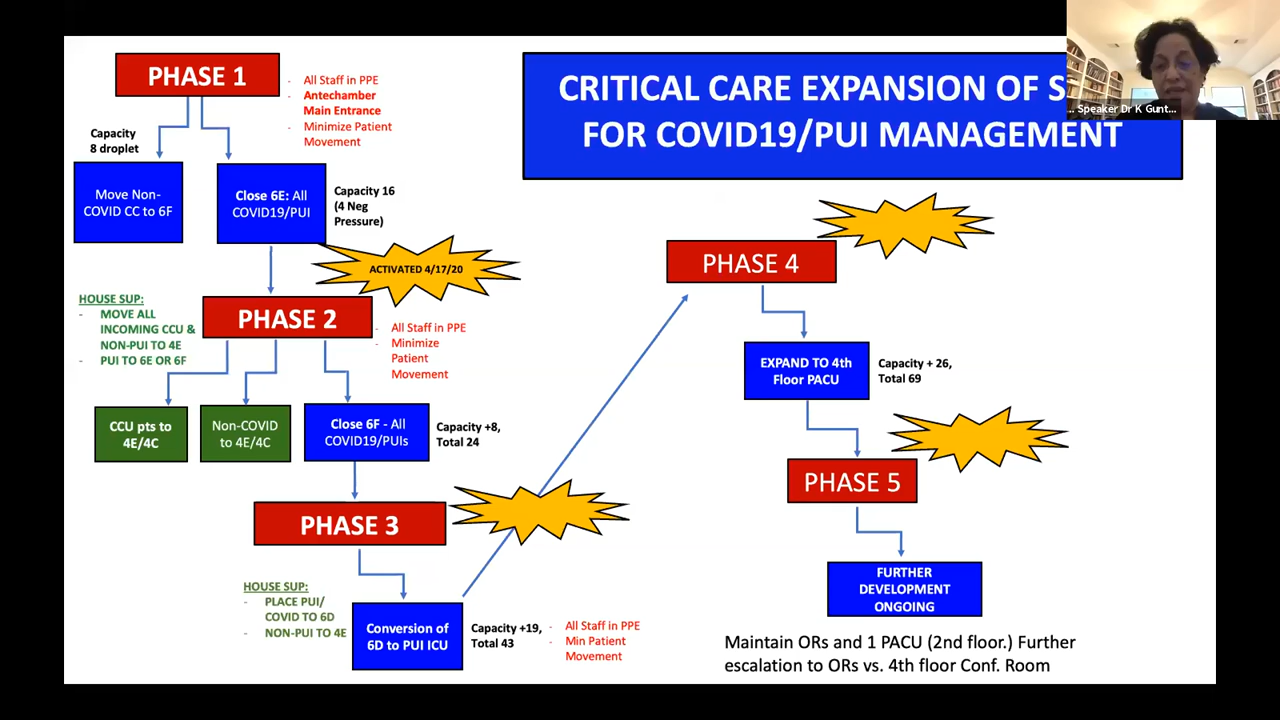 PHASE 1
- All Staff in PPE
- Antechamber
Main Entrance
- Minimize Patient
Movement
CRITICAL CARE EXPANSION OF S
FOR COVID19/PUI MANAGEMENT
... Speaker Dr K Gunt...
Capacity
8 droplet
Move Non-
COVID CC to 6F
Close 6E: All
COVID19/PUI
Capacity 16
(4 Neg
Pressure)
ACTIVATED 4/17/20
HOUSE SUP:
- MOVE ALL
INCOMING CCU &
NON-PUI TO 4E
- PUI TO 6E OR 6F
PHASE 2
- All Staff in PPE
- Minimize
Patient
Movement
CCU pts to
4E/4C
Non-COVID
to 4E/4C
Close 6F - All
COVID19/PUIs
Capacity +8,
Total 24
PHASE 3
HOUSE SUP:
- PLACE PUI/
COVID TO 6D
- NON-PUI TO 4E
Conversion of
6D to PUI ICU
Capacity +19,
Total 43
- All Staff in PPE
- Min Patient
Movement
PHASE 4
EXPAND TO 4th
Floor PACU
Capacity + 26,
Total 69
PHASE 5
FURTHER
DEVELOPMENT
ONGOING
Maintain ORs and 1 PACU (2nd floor.) Further
escalation to ORs vs. 4th floor Conf. Room